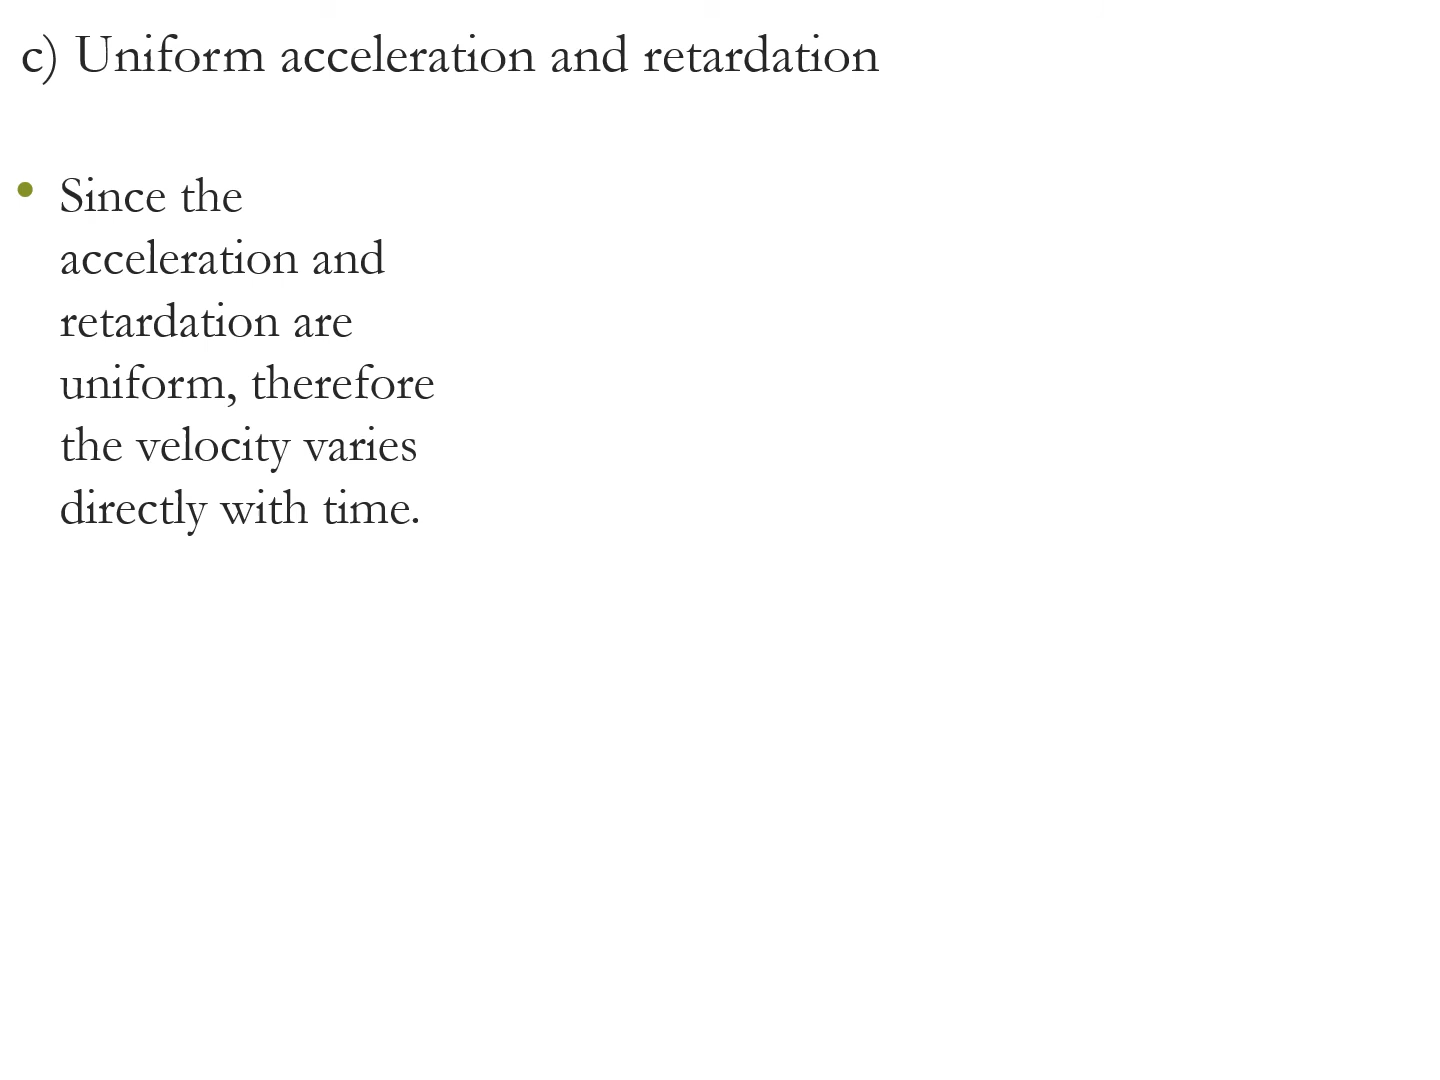 c) Uniform acceleration and retardation
• Since the
acceleration and
retardation are
uniform, therefore
the velocity varies
directly with time.